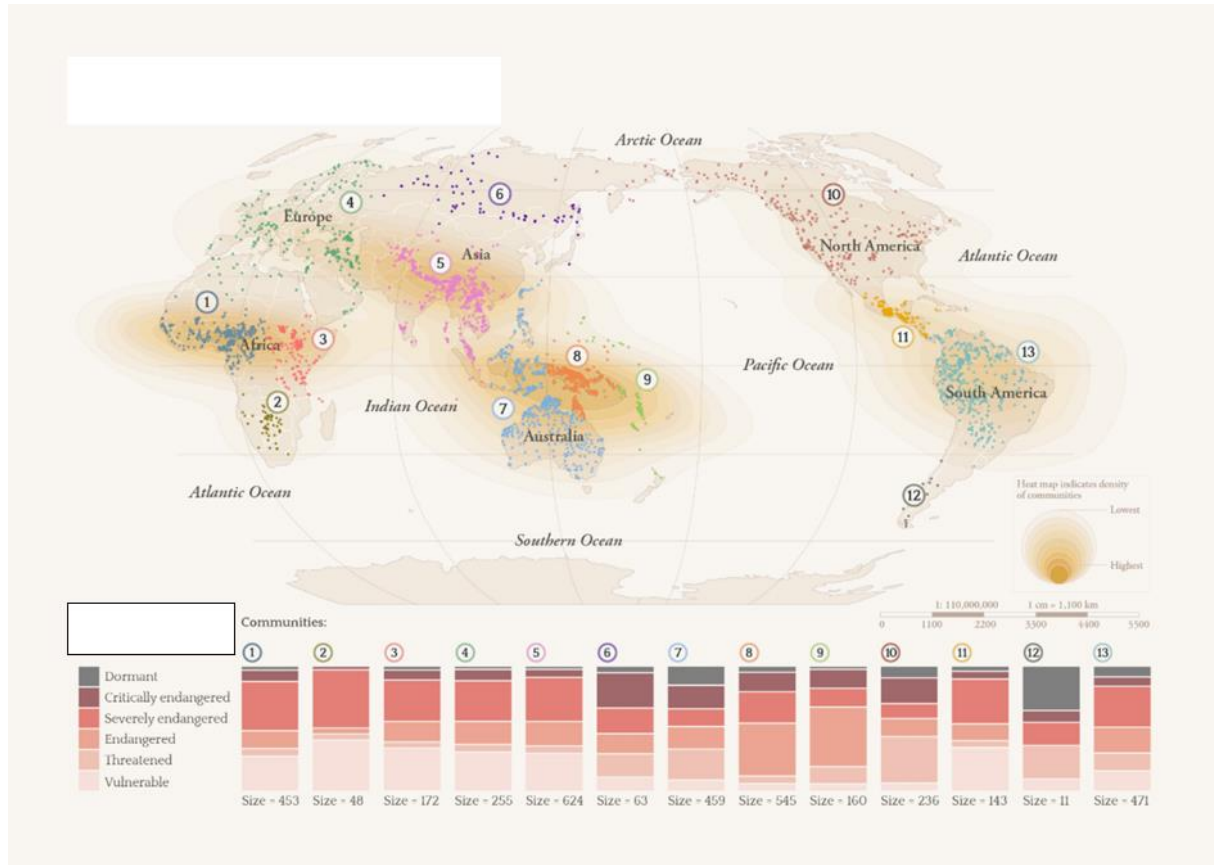 Arctic Ocean
6
10
4
Europe
North America
Asia
Atlantic Ocean
5
1
3
Africa
11
8
13
Pacific Ocean
9
2
South America
Indian Ocean
7
Australia
Atlantic Ocean
12
Heat map indicates density
of communities
Lowest
Southern Ocean
Highest
1: 110,000,000 1 cm = 1,100 km
0 1100 2200 3300 4400 5500
Communities:
1 2 3 4 5 6 7 8 9 10 11 12 13
Dormant
Critically endangered
Severely endangered
Endangered
Threatened
Vulnerable
Size = 453 Size = 48 Size = 172 Size = 255 Size = 624 Size = 63 Size = 459 Size = 545 Size = 160 Size = 236 Size = 143 Size = 11 Size = 471